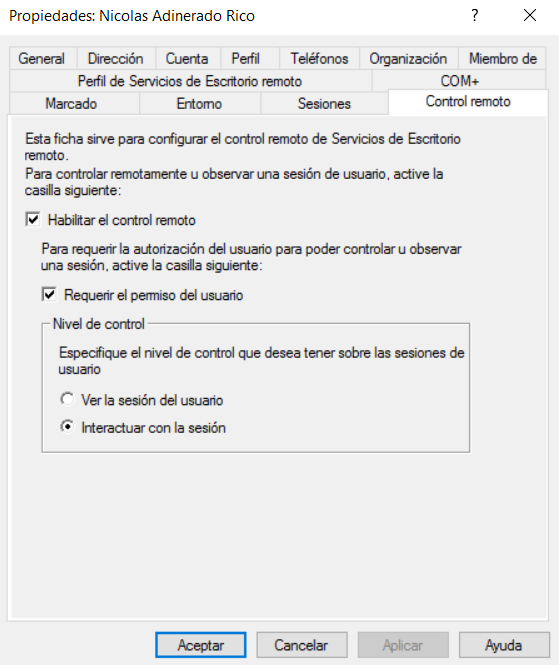 Propiedades: Nicolas Adinerado Rico
?
General Dirección Cuenta Perfil Teléfonos Organización Miembro de
Perfil de Servicios de Escritorio remoto COM+
Marcado Entorno Sesiones Control remoto
Esta ficha sirve para configurar el control remoto de Servicios de Escritorio
remoto.
Para controlar remotamente u observar una sesión de usuario, active la
casilla siguiente:
Habilitar el control remoto
Para requerir la autorización del usuario para poder controlar u observar
una sesión, active la casilla siguiente:
Requerir el permiso del usuario
Nivel de control
Especifique el nivel de control que desea tener sobre las sesiones de
usuario
Ver la sesión del usuario
Interactuar con la sesión
Aceptar Cancelar Aplicar Ayuda